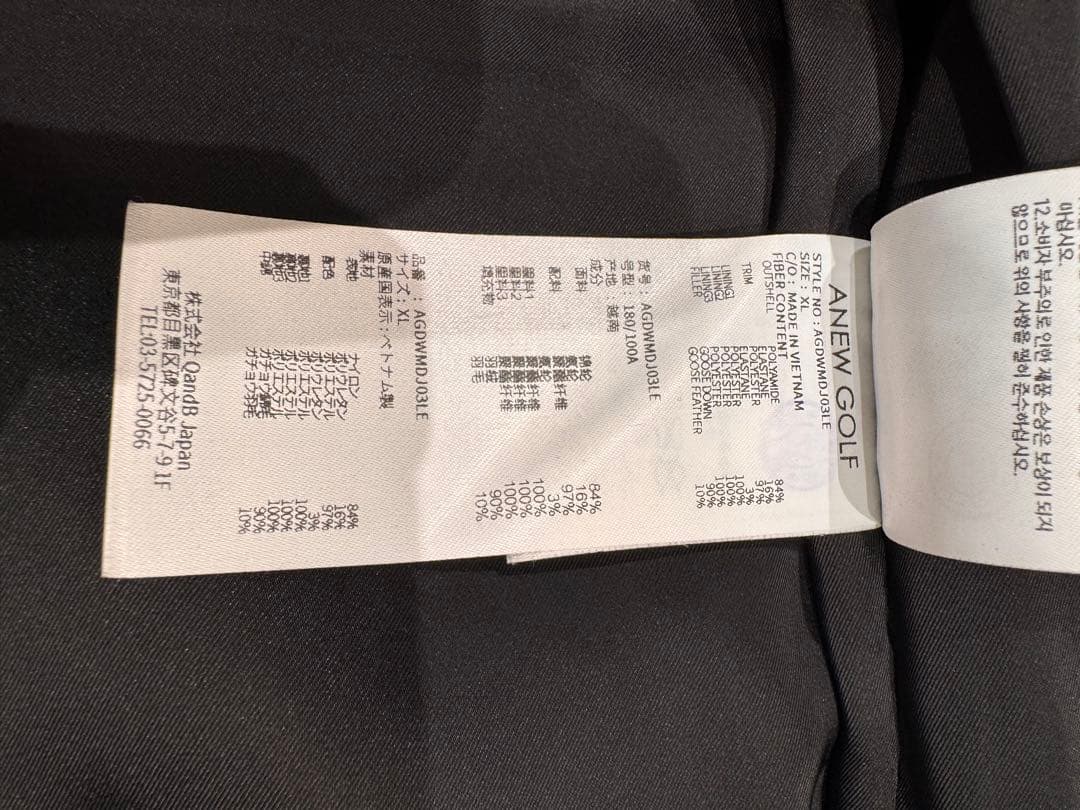 ANEW GOLF
STYLE NO : AGDWMDJ03LE
SIZE : XL
C/O : MADE IN VIETNAM
FIBER CONTENT
OUTSHELL POLYAMIDE 84%
ELASTANE 16%
TRIM POLYESTER 97%
ELASTANE 3%
LINING1 POLYESTER 100%
LINING2 POLYESTER 100%
LINING3 POLYESTER 100%
FILLER GOOSE DOWN 90%
GOOSE FEATHER 10%
货号 : AGDWMDJ03LE
号型 : 180/100A
产地 : 越南
成分
面料 锦纶 84%
氨纶 16%
配料 聚酯纤维 97%
氨纶 3%
里料1 聚酯纤维 100%
里料2 聚酯纤维 100%
里料3 聚酯纤维 100%
填充物 羽绒 90%
羽毛 10%
品番 : AGDWMDJ03LE
サイズ : XL
原産国表示 : ベトナム製
素材
表地 ナイロン 84%
ポリウレタン 16%
配色 ポリエステル 97%
ポリウレタン 3%
裏地1 ポリエステル 100%
裏地2 ポリエステル 100%
裏地3 ポリエステル 100%
90%
10%
株式会社 QandB Japan
東京都目黒区碑文谷5-7-9 1F
TEL:03-5725-0066
마십시오.
12.소비자 부주의로 인한 제품 손상은 보상이 되지
않으므로 위의 사항을 필히 준수하십시오.